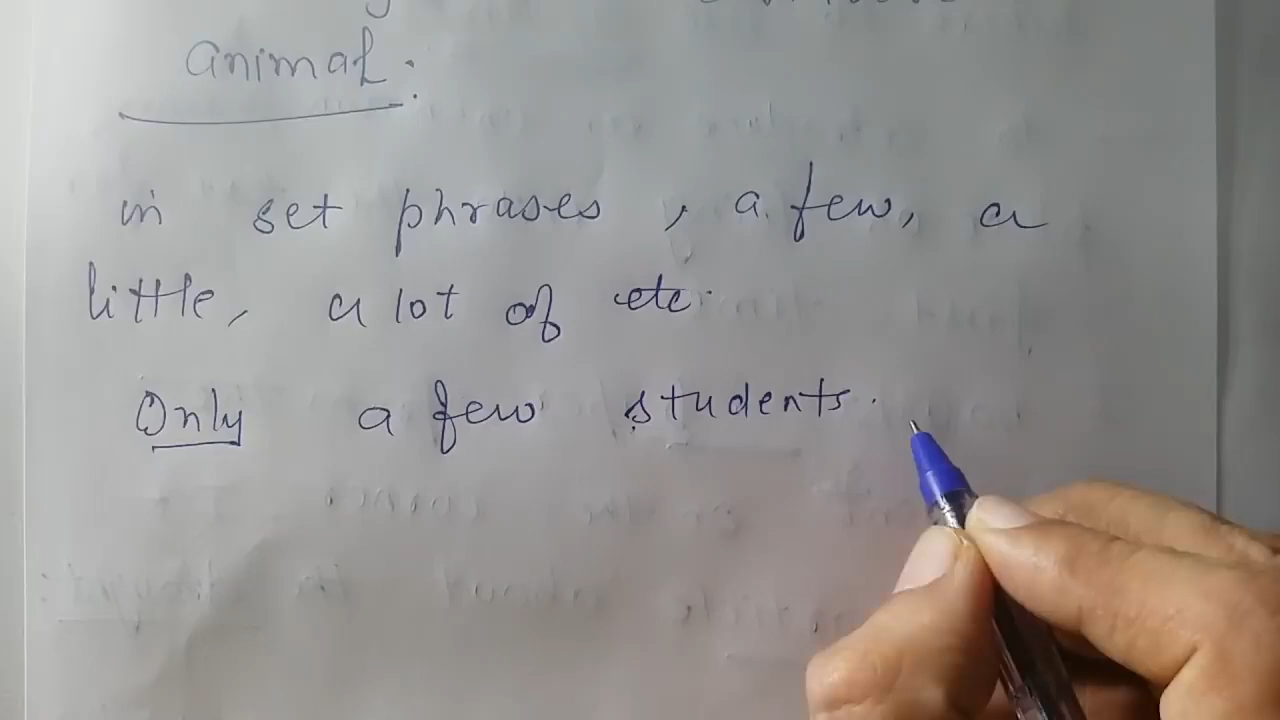 animal.
in set phrases, a few, a
little, a lot of etc.
Only a few students.